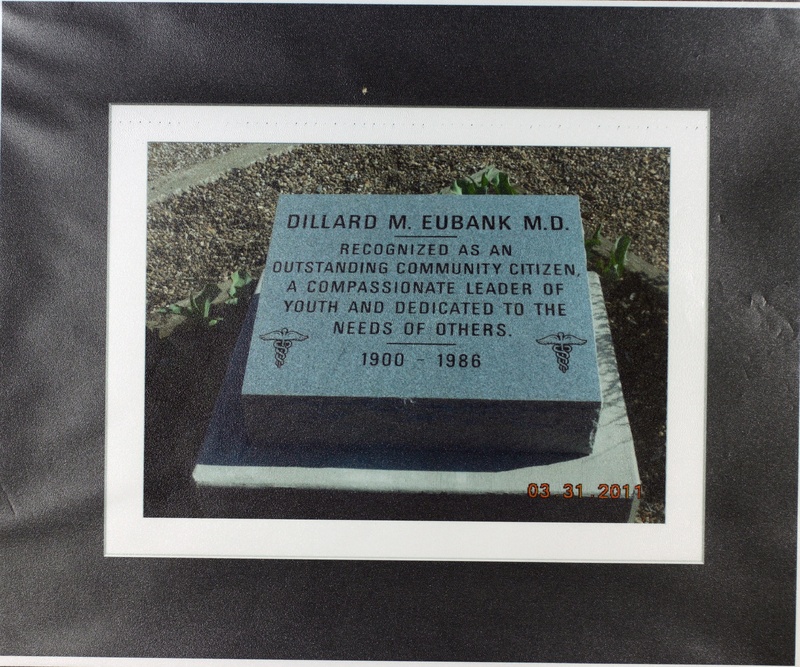 DILLARD M. EUBANK M.D.
RECOGNIZED AS AN
OUTSTANDING COMMUNITY CITIZEN,
A COMPASSIONATE LEADER OF
YOUTH AND DEDICATED TO THE
NEEDS OF OTHERS.
1900 - 1986
03 31 2011